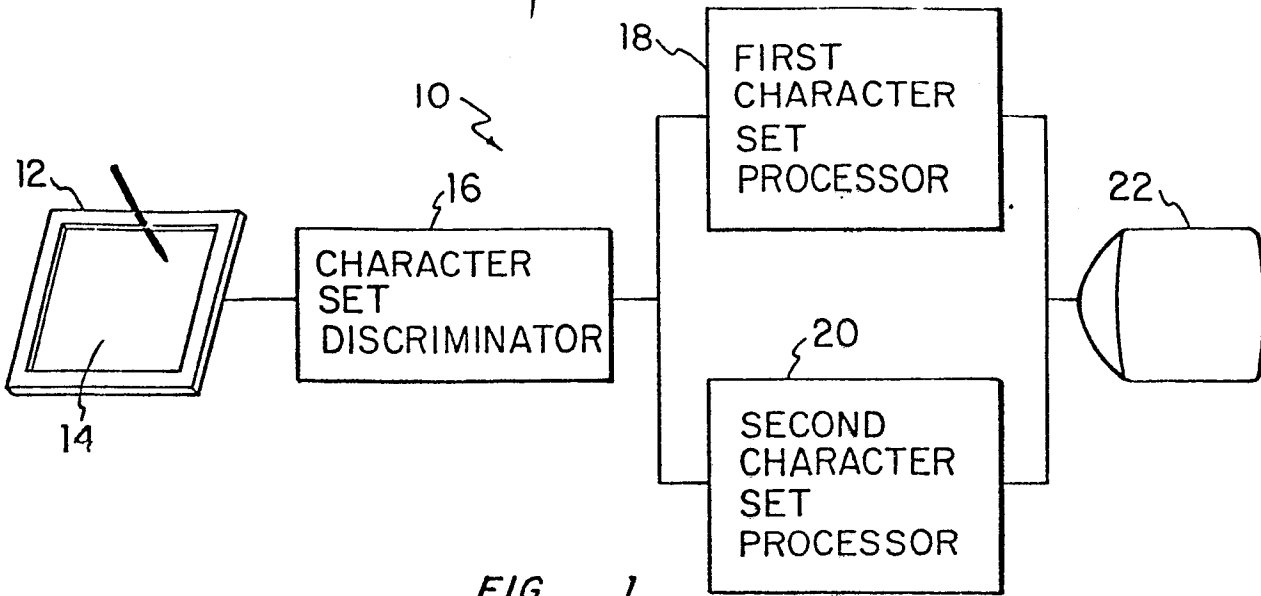 18
FIRST
CHARACTER
SET
PROCESSOR
10
12
16
22
CHARACTER
SET
DISCRIMINATOR
14
20
SECOND
CHARACTER
SET
PROCESSOR
FIG. 1